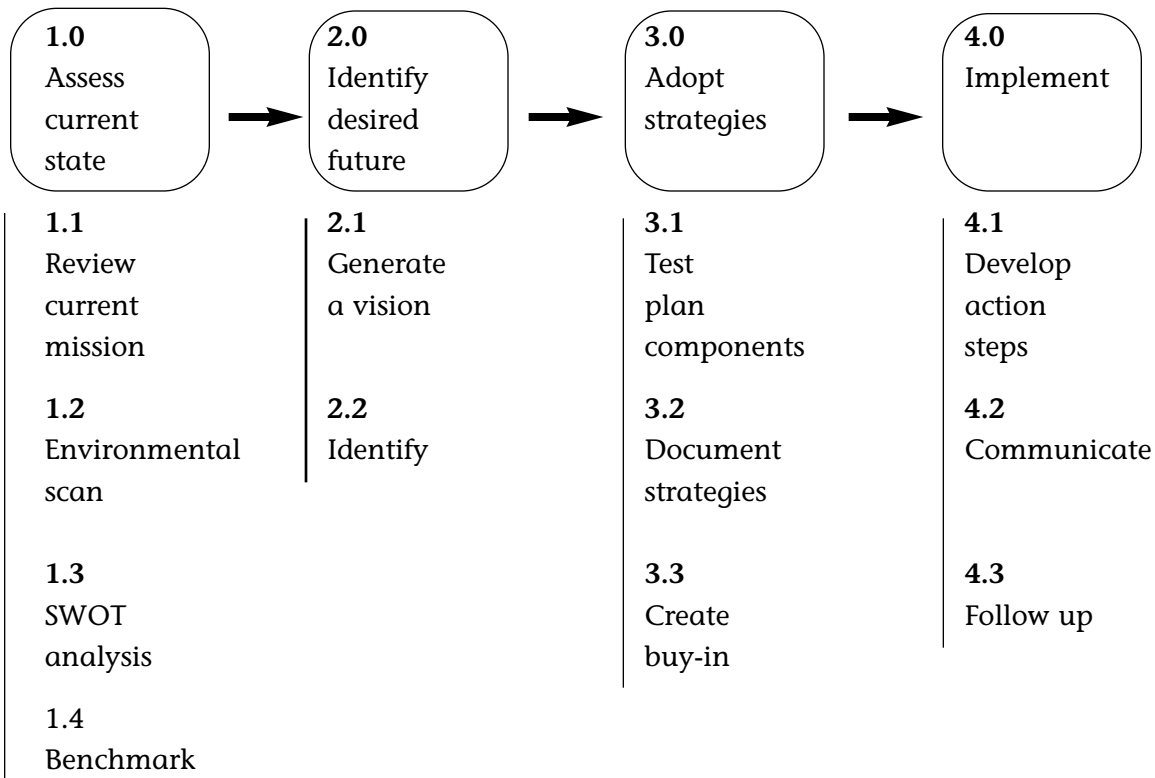 1.0
Assess
current
state
2.0
Identify
desired
future
3.0
Adopt
strategies
4.0
Implement
1.1
Review
current
mission
1.2
Environmental
scan
1.3
SWOT
analysis
1.4
Benchmark
2.1
Generate
a vision
2.2
Identify
3.1
Test
plan
components
3.2
Document
strategies
3.3
Create
buy-in
4.1
Develop
action
steps
4.2
Communicate
4.3
Follow up